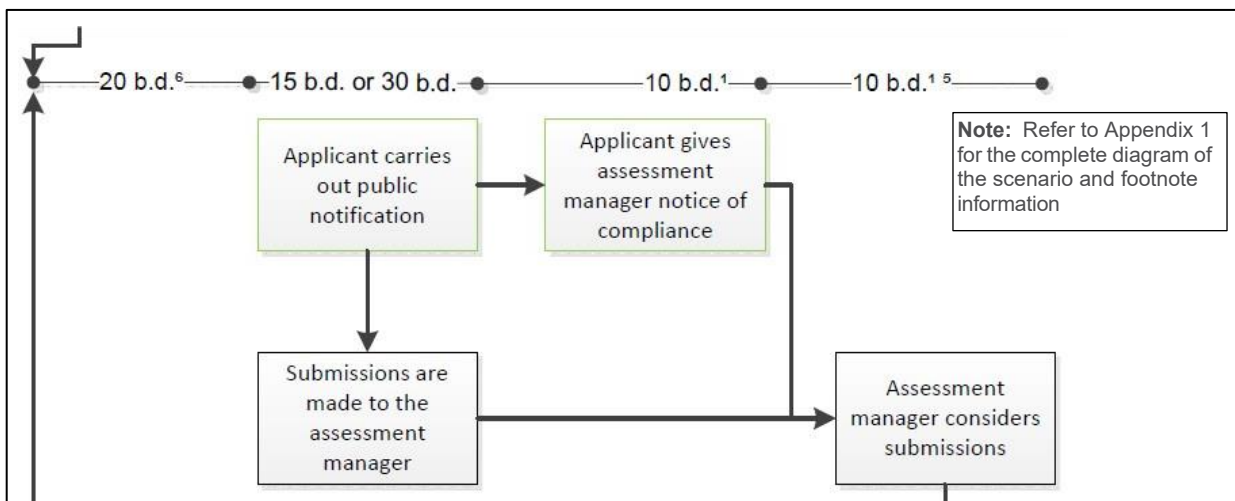 20 b.d.⁶
15 b.d. or 30 b.d.
10 b.d.¹
10 b.d.¹ ⁵
Note: Refer to Appendix 1
for the complete diagram of
the scenario and footnote
information
Applicant carries
out public
notification
Applicant gives
assessment
manager notice of
compliance
Submissions are
made to the
assessment
manager
Assessment
manager considers
submissions